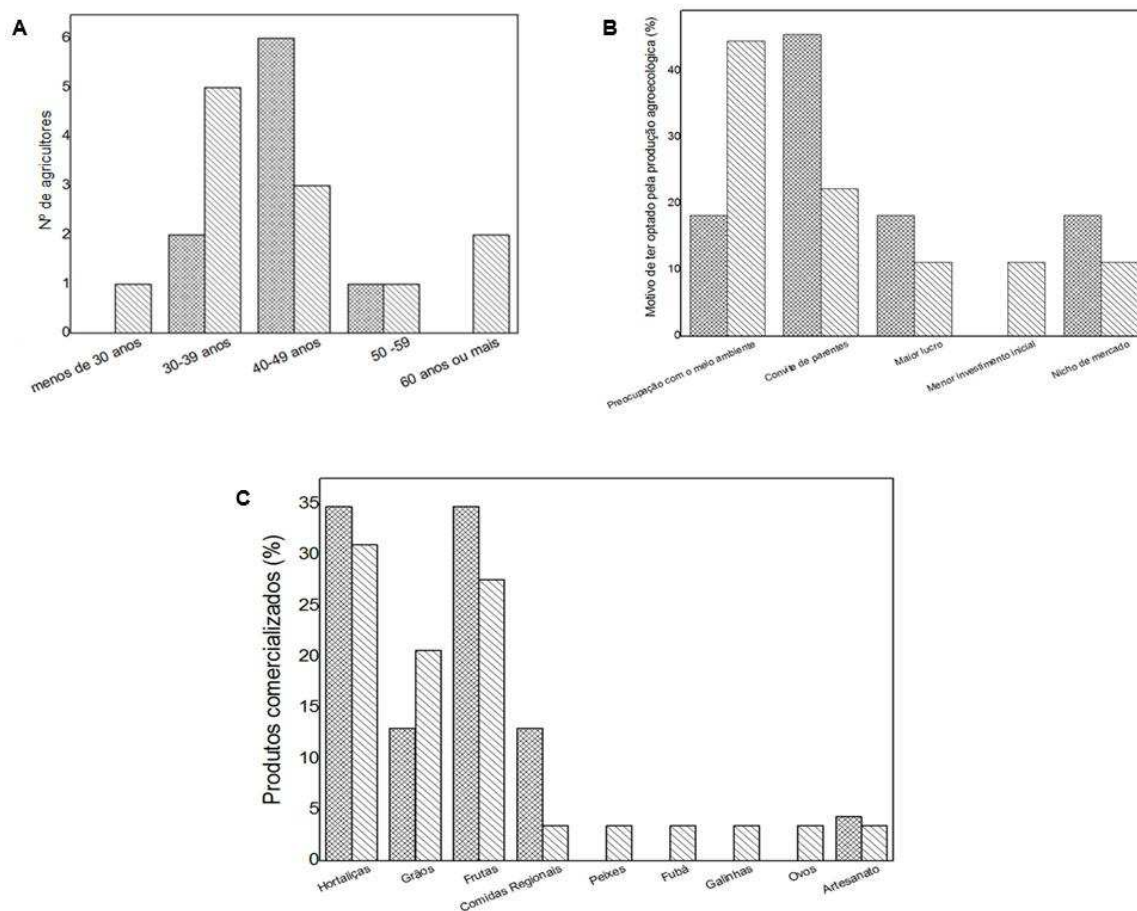 A
Nº de agricultores
6
5
4
3
2
1
0
menos de 30 anos
30-39 anos
40-49 anos
50 -59
60 anos ou mais
B
Motivo de ter optado pela produção agroecológica (%)
40
30
20
10
0
Preocupação com o meio ambiente
Convite de parentes
Maior lucro
Menor investimento inicial
Nicho de mercado
C
Produtos comercializados (%)
35
30
25
20
15
10
5
0
Hortaliças
Grãos
Frutas
Comidas Regionais
Peixes
Fubá
Galinhas
Ovos
Artesanato